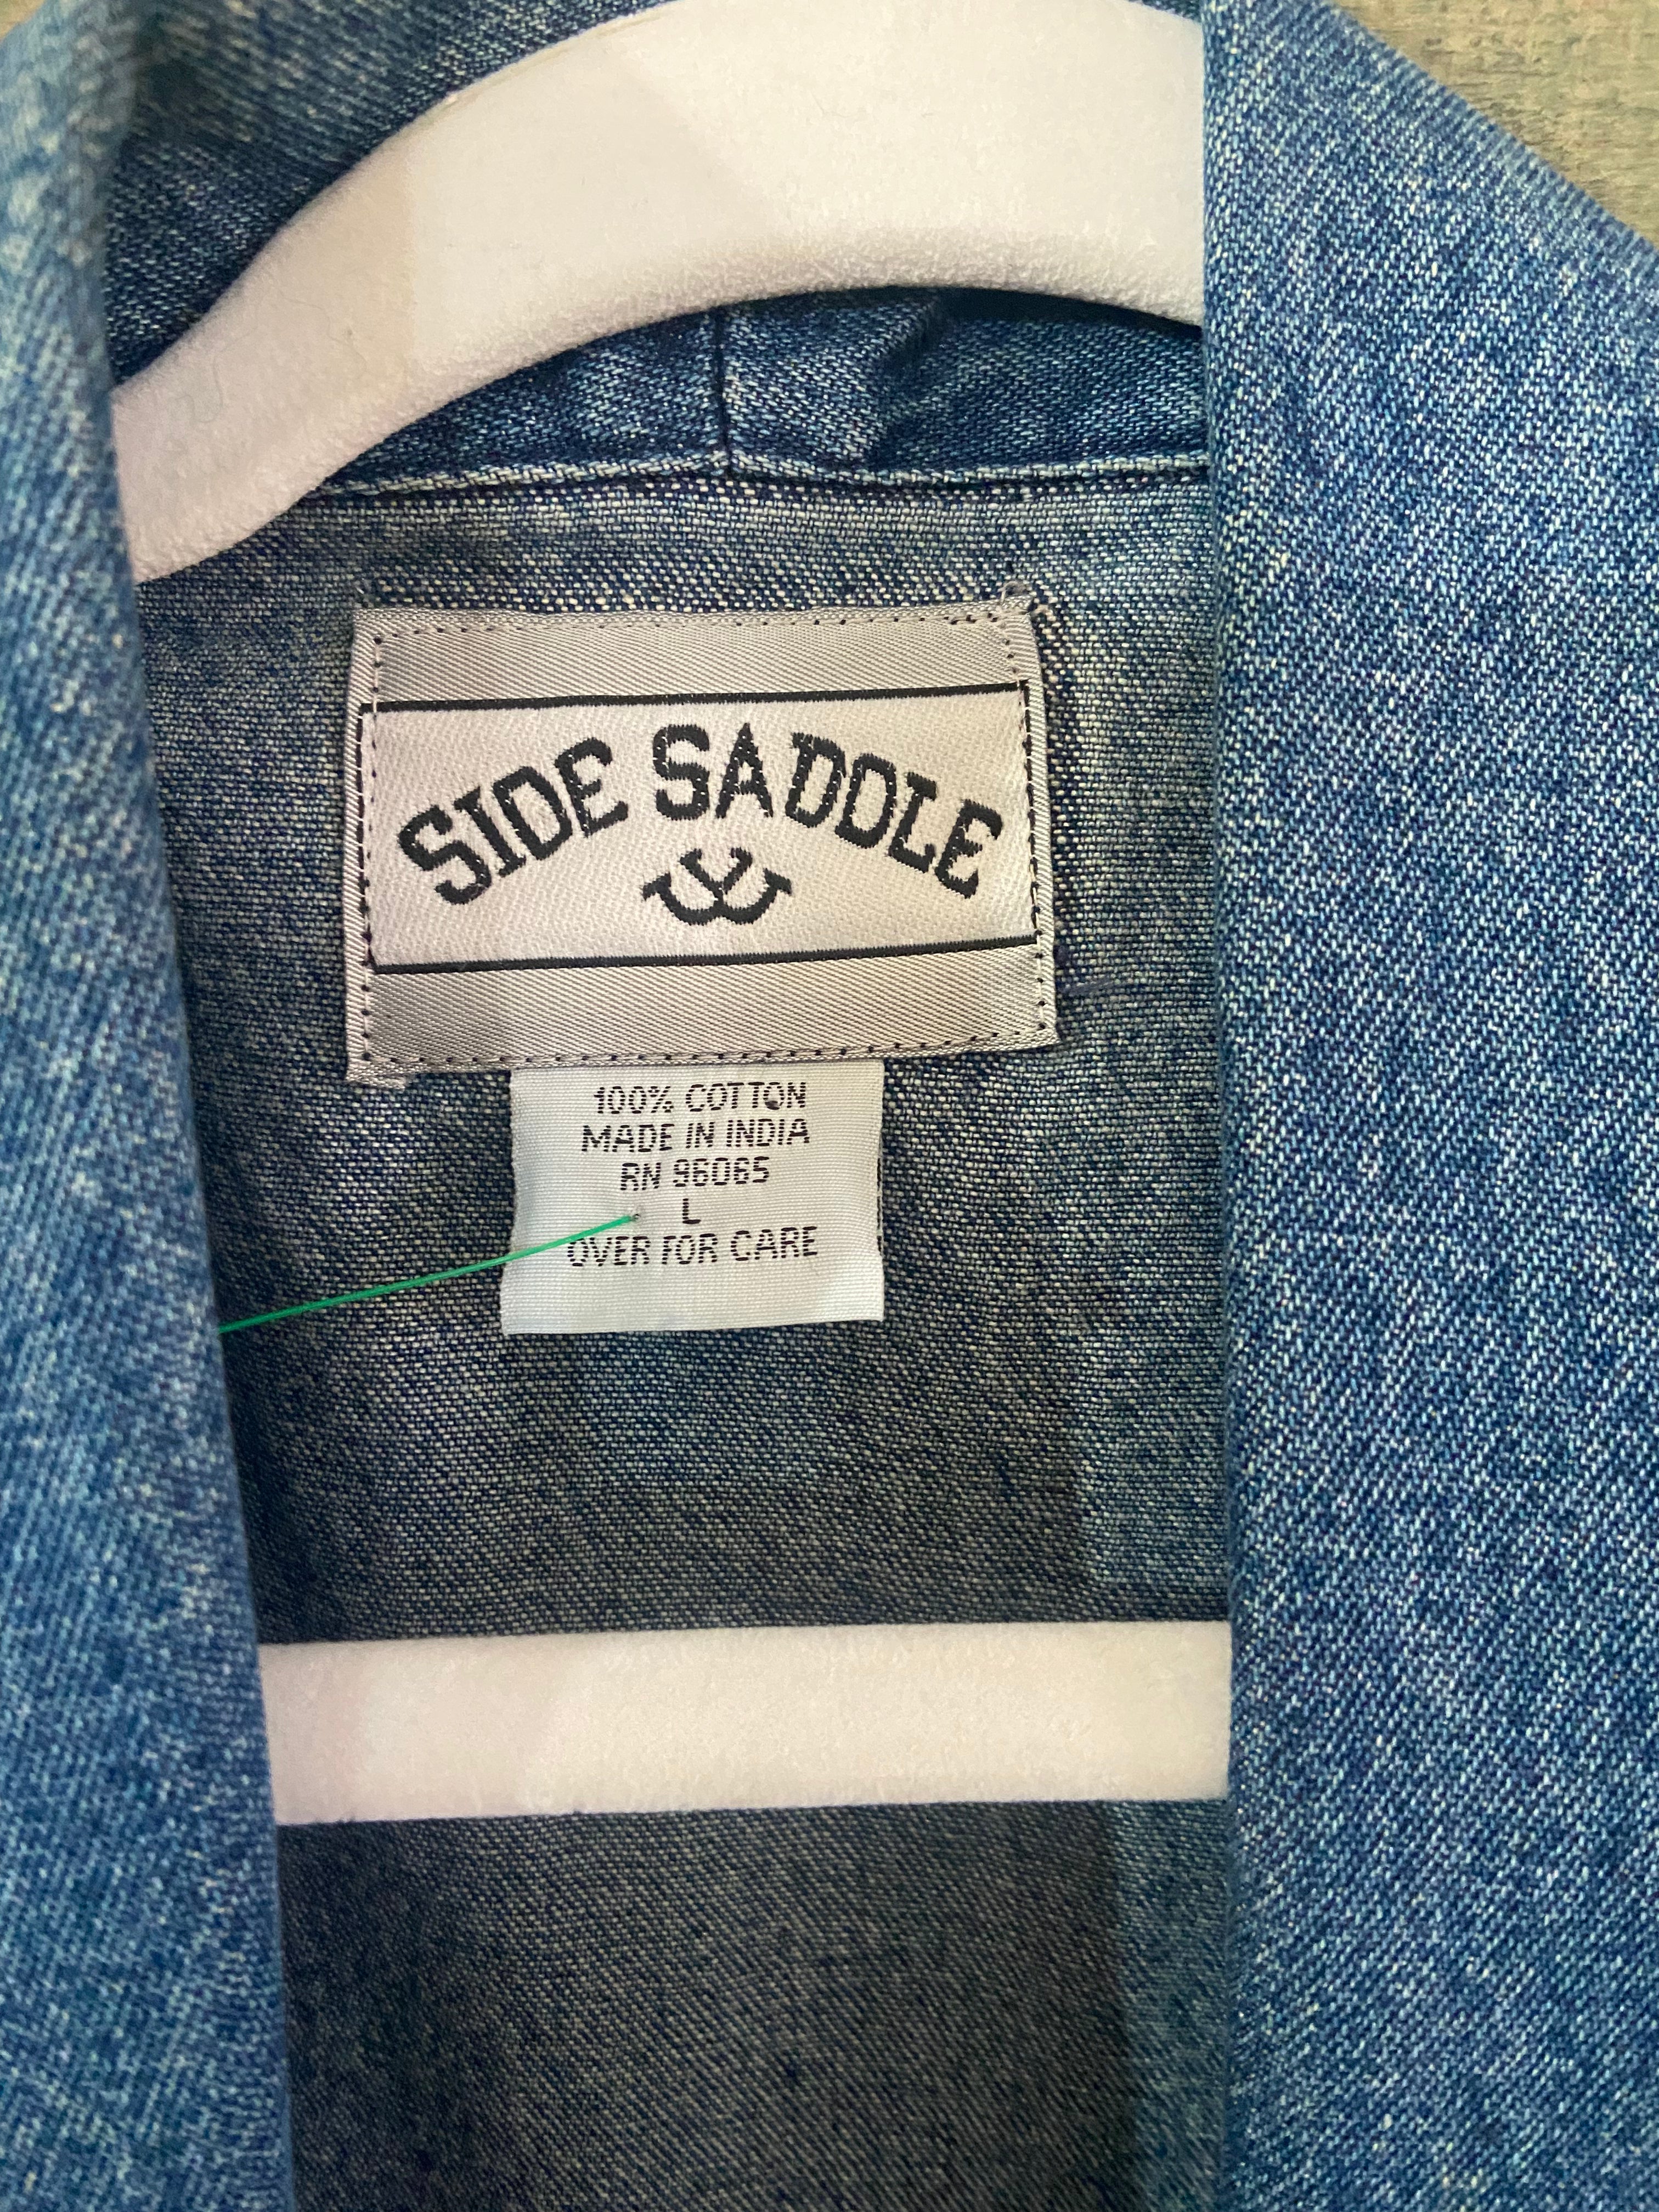 SIDE SADDLE
100% COTTON
MADE IN INDIA
RN 96065
L
OVER FOR CARE